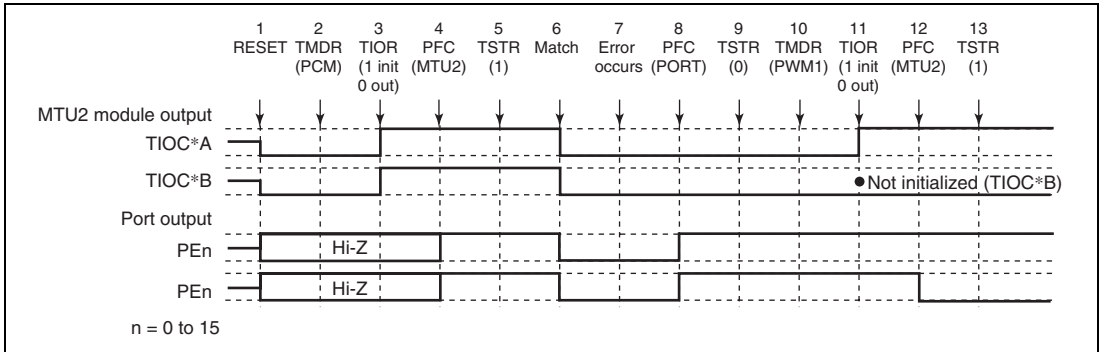 1 2 3 4 5 6 7 8 9 10 11 12 13
RESET TMDR TIOR PFC TSTR Match Error PFC TSTR TMDR TIOR PFC TSTR
(PCM) (1 init (MTU2) (1) occurs (PORT) (0) (PWM1) (1 init (MTU2) (1)
0 out) 0 out)
MTU2 module output
TIOC*A
TIOC*B
Not initialized (TIOC*B)
Port output
PEn
Hi-Z
PEn
Hi-Z
n = 0 to 15